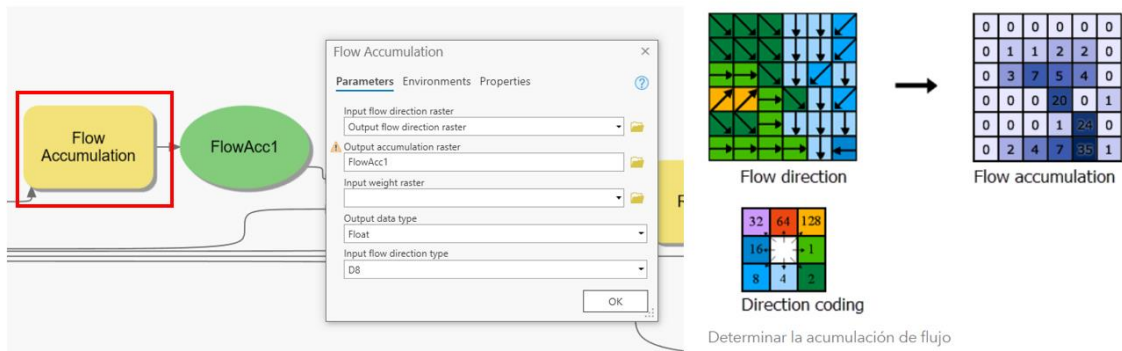 Flow
Accumulation
FlowAcc1
R
Flow Accumulation
Parameters Environments Properties
Input flow direction raster
Output flow direction raster
Output accumulation raster
FlowAcc1
Input weight raster
Output data type
Float
Input flow direction type
D8
OK
Flow direction
0 0 0 0 0 0
0 1 1 2 2 0
0 3 7 5 4 0
0 0 0 20 0 1
0 0 0 1 24 0
0 2 4 7 35 1
Flow accumulation
32 64 128
16 1
8 4 2
Direction coding
Determinar la acumulación de flujo